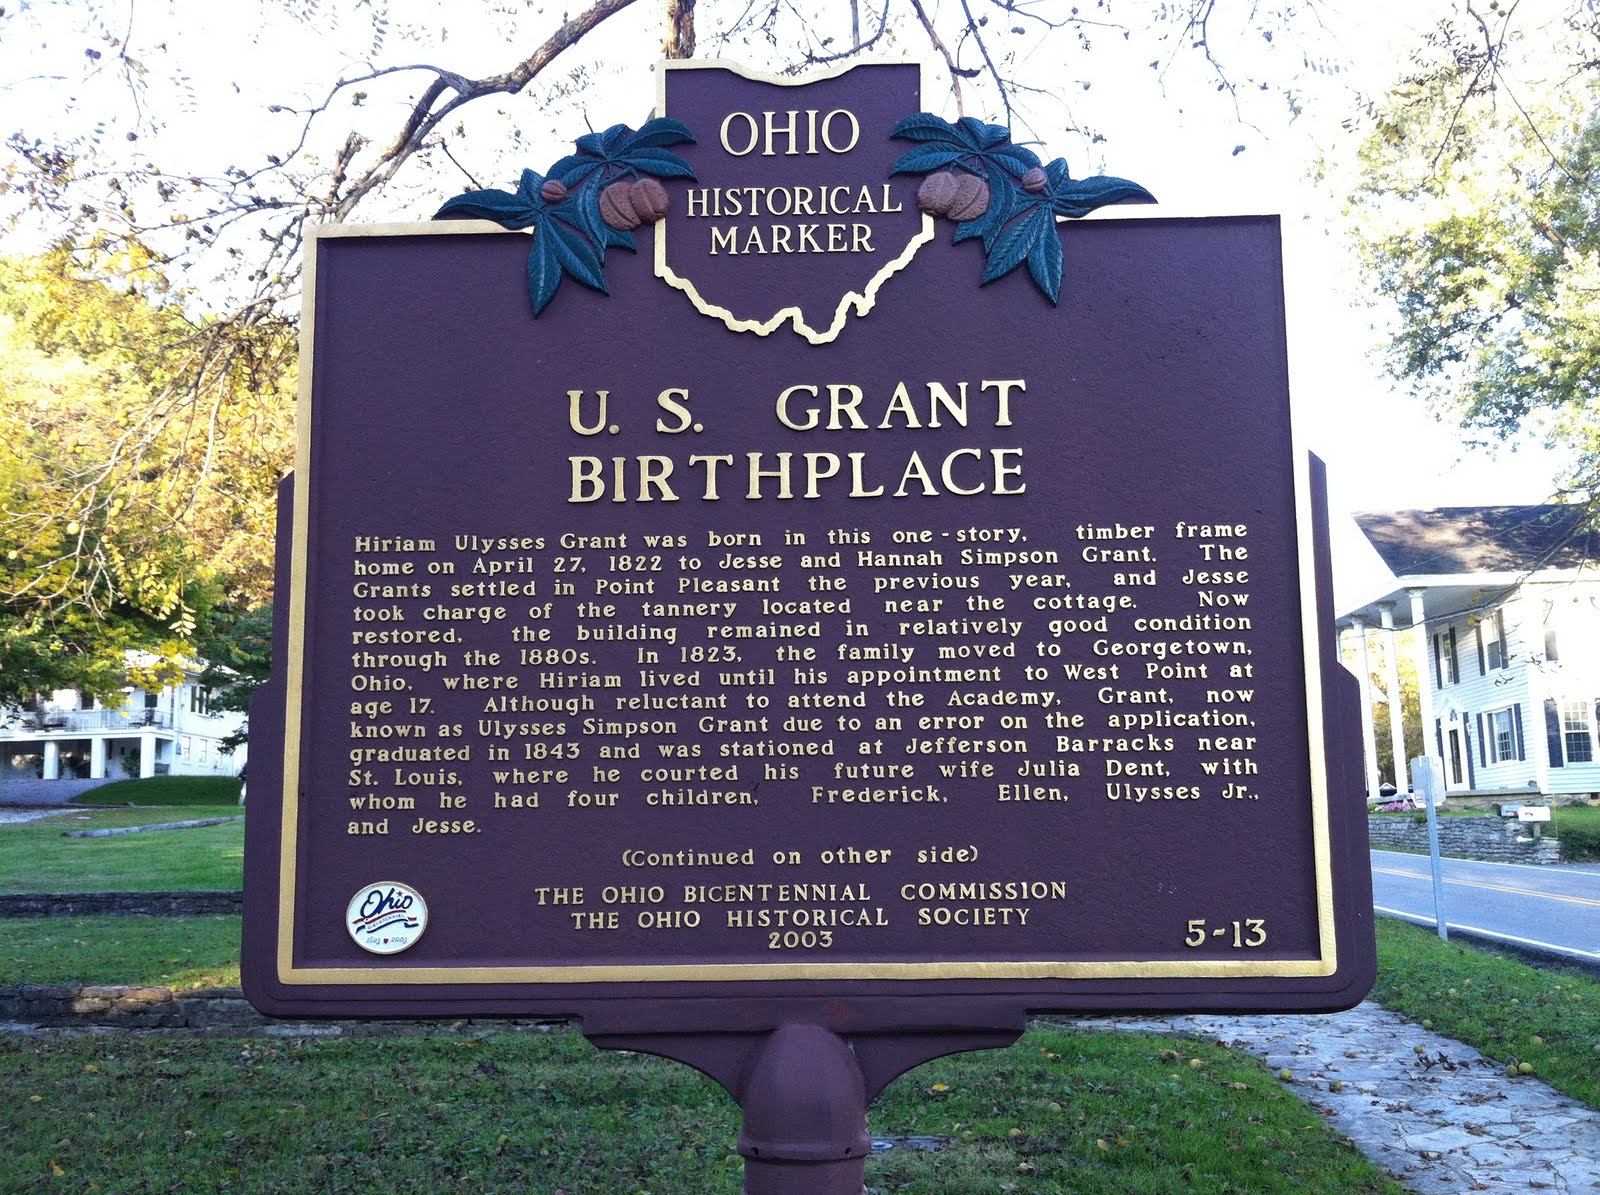 OHIO
HISTORICAL
MARKER
U. S. GRANT
BIRTHPLACE
Hiriam Ulysses Grant was born in this one-story, timber frame
home on April 27, 1822 to Jesse and Hannah Simpson Grant. The
Grants settled in Point Pleasant the previous year, and Jesse
took charge of the tannery located near the cottage. Now
restored, the building remained in relatively good condition
through the 1880s. In 1823, the family moved to Georgetown,
Ohio, where Hiriam lived until his appointment to West Point at
age 17. Although reluctant to attend the Academy, Grant, now
known as Ulysses Simpson Grant due to an error on the application,
graduated in 1843 and was stationed at Jefferson Barracks near
St. Louis, where he courted his future wife Julia Dent, with
whom he had four children, Frederick, Ellen, Ulysses Jr.,
and Jesse.
(Continued on other side)
THE OHIO BICENTENNIAL COMMISSION
THE OHIO HISTORICAL SOCIETY
2003
5-13
Ohio
BICENTENNIAL